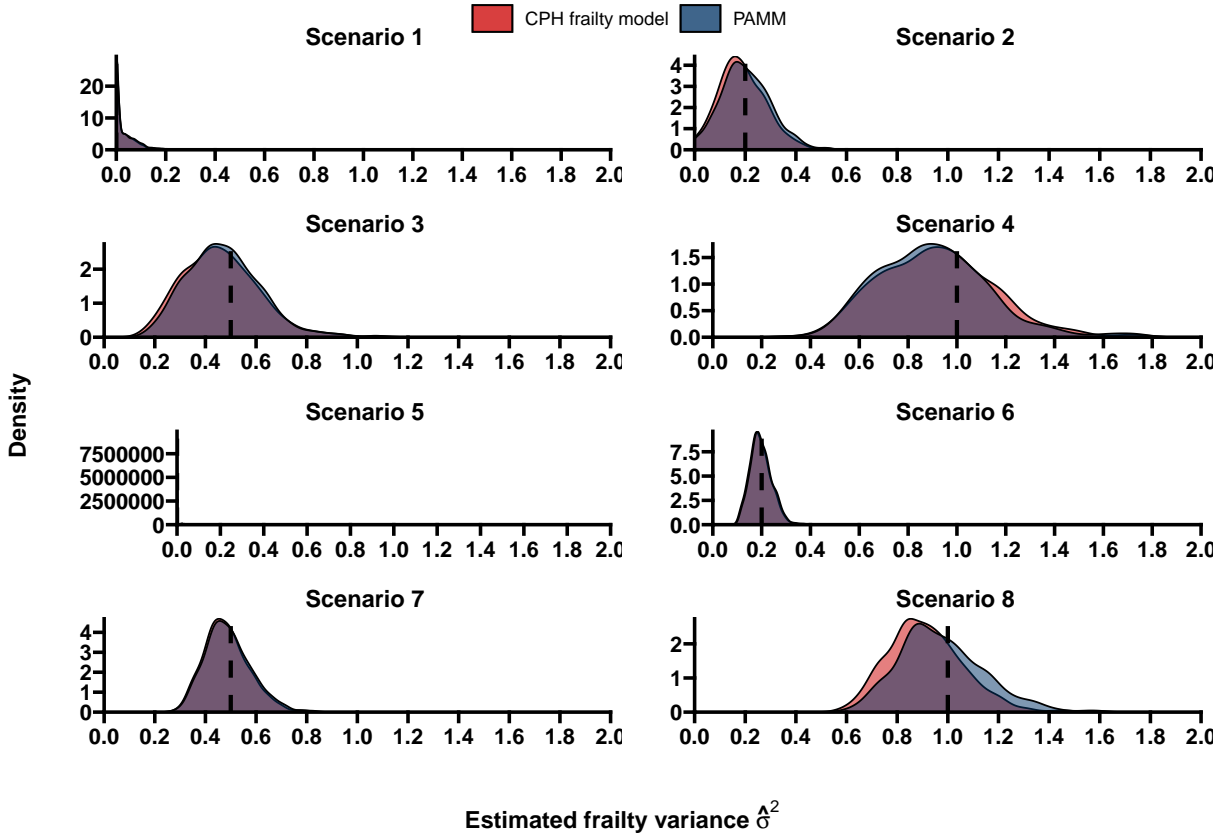 CPH frailty model PAMM
Scenario 1 Scenario 2
20
10
0
0.0 0.2 0.4 0.6 0.8 1.0 1.2 1.4 1.6 1.8 2.0
4
3
2
1
0
0.0 0.2 0.4 0.6 0.8 1.0 1.2 1.4 1.6 1.8 2.0
Scenario 3 Scenario 4
2
1
0
0.0 0.2 0.4 0.6 0.8 1.0 1.2 1.4 1.6 1.8 2.0
1.5
1.0
0.5
0.0
0.0 0.2 0.4 0.6 0.8 1.0 1.2 1.4 1.6 1.8 2.0
Density
Scenario 5 Scenario 6
7500000
5000000
2500000
0
0.0 0.2 0.4 0.6 0.8 1.0 1.2 1.4 1.6 1.8 2.0
7.5
5.0
2.5
0.0
0.0 0.2 0.4 0.6 0.8 1.0 1.2 1.4 1.6 1.8 2.0
Scenario 7 Scenario 8
4
3
2
1
0
0.0 0.2 0.4 0.6 0.8 1.0 1.2 1.4 1.6 1.8 2.0
2
1
0
0.0 0.2 0.4 0.6 0.8 1.0 1.2 1.4 1.6 1.8 2.0
Estimated frailty variance σ̂²